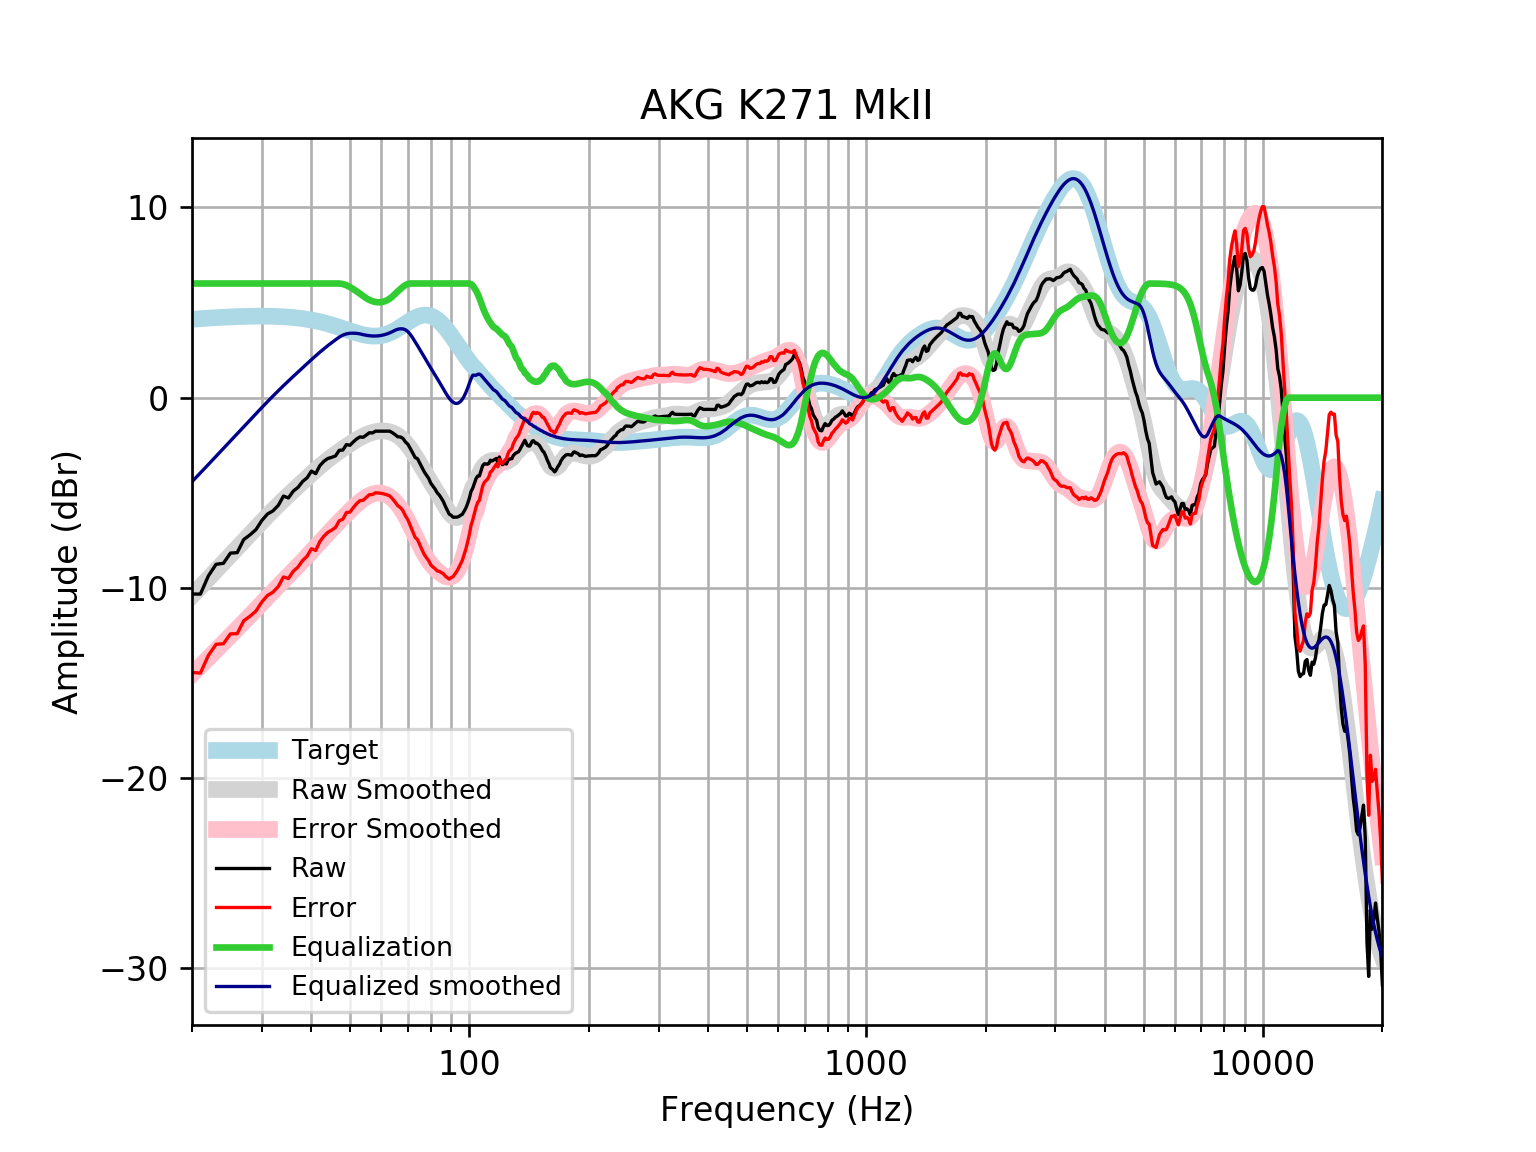 AKG K271 MkII
10
0
−10
−20
−30
Amplitude (dBr)
Target
Raw Smoothed
Error Smoothed
Raw
Error
Equalization
Equalized smoothed
100
1000
10000
Frequency (Hz)